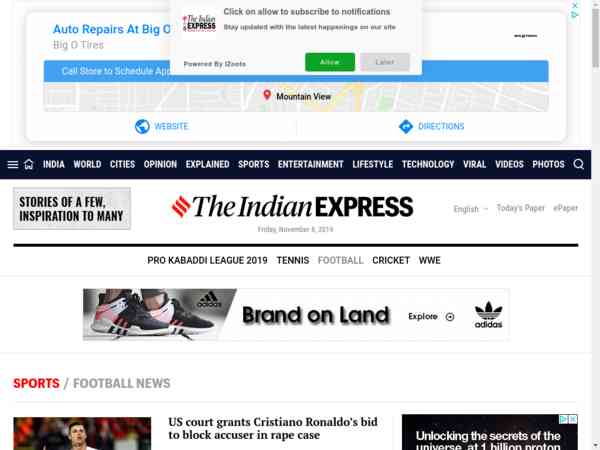 Click on allow to subscribe to notifications
The Indian
EXPRESS
Stay updated with the latest happenings on our site
Powered By iZooto
Allow
Later
Auto Repairs At Big O
Big O Tires
Call Store to Schedule App
Mountain View
WEBSITE
DIRECTIONS
INDIA WORLD CITIES OPINION EXPLAINED SPORTS ENTERTAINMENT LIFESTYLE TECHNOLOGY VIRAL VIDEOS PHOTOS
STORIES OF A FEW,
INSPIRATION TO MANY
The Indian EXPRESS
Friday, November 8, 2019
English
Today's Paper
ePaper
PRO KABADDI LEAGUE 2019 TENNIS FOOTBALL CRICKET WWE
adidas
Brand on Land
Explore
adidas
SPORTS / FOOTBALL NEWS
US court grants Cristiano Ronaldo's bid
to block accuser in rape case
Unlocking the secrets of the
universe, at 1 billion proton